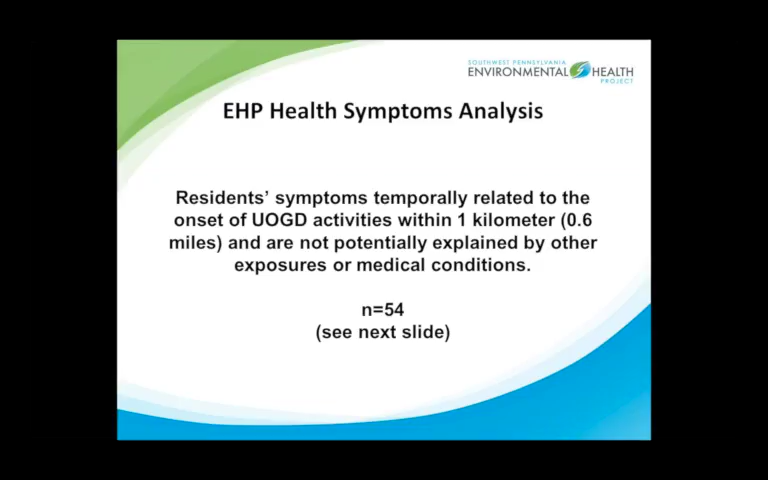 SOUTHWEST PENNSYLVANIA
ENVIRONMENTAL HEALTH
PROJECT
EHP Health Symptoms Analysis
Residents’ symptoms temporally related to the
onset of UOGD activities within 1 kilometer (0.6
miles) and are not potentially explained by other
exposures or medical conditions.
n=54
(see next slide)